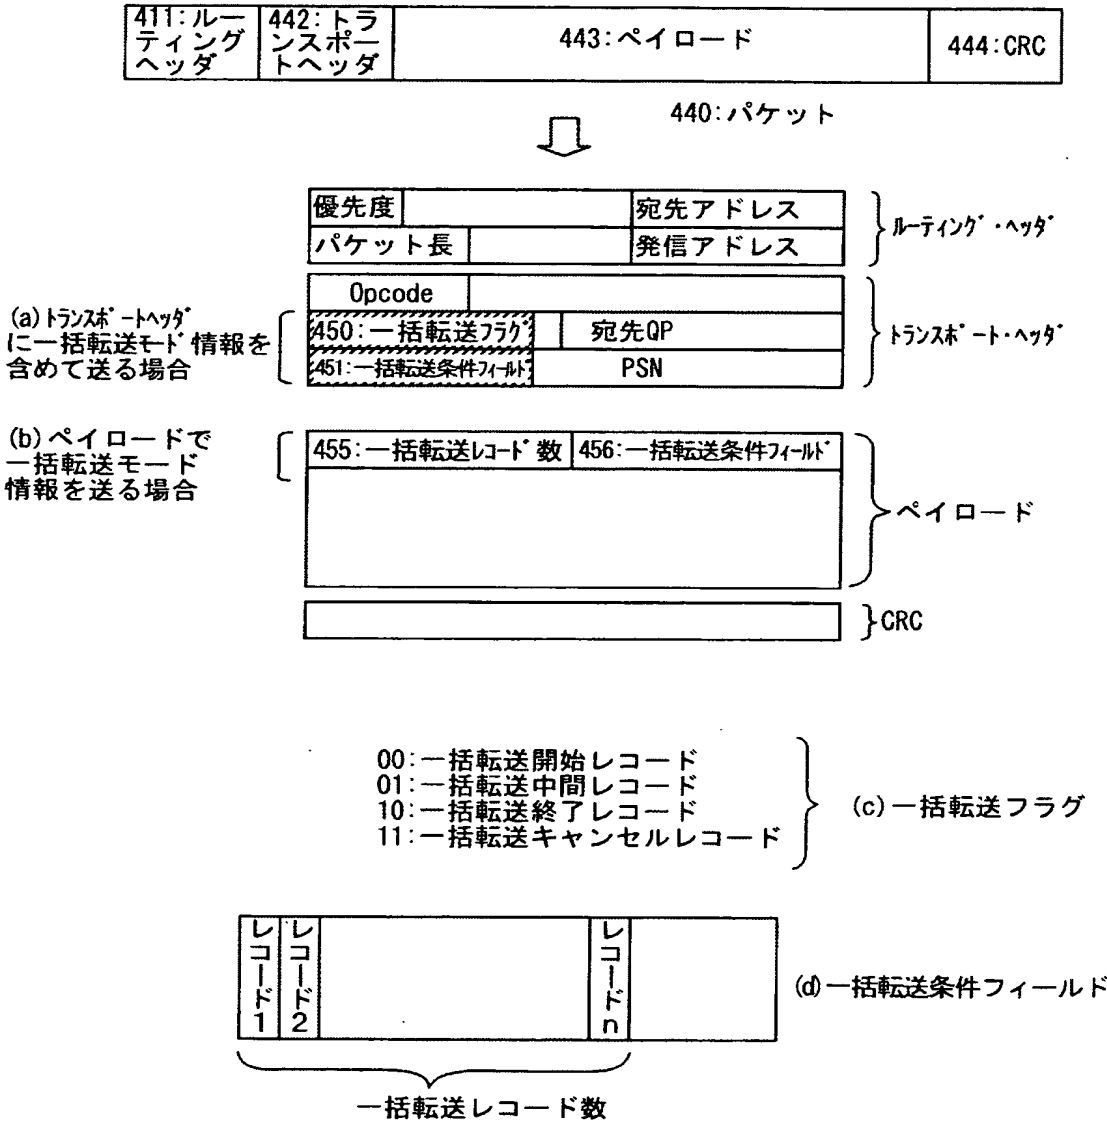 411:ルー
ティング
ヘッダ
442:トラ
ンスポー
トヘッダ
443:ペイロード
444:CRC
440:パケット
優先度
宛先アドレス
パケット長
発信アドレス
ルーティング・ヘッダ
Opcode
450:一括転送フラグ
宛先QP
451:一括転送条件フィールド
PSN
トランスポート・ヘッダ
(a)トランスポートヘッダ
に一括転送モード情報を
含めて送る場合
(b)ペイロードで
一括転送モード
情報を送る場合
455:一括転送レコード数
456:一括転送条件フィールド
ペイロード
CRC
00:一括転送開始レコード
01:一括転送中間レコード
10:一括転送終了レコード
11:一括転送キャンセルレコード
(c)一括転送フラグ
レコード1
レコード2
レコードn
(d)一括転送条件フィールド
一括転送レコード数